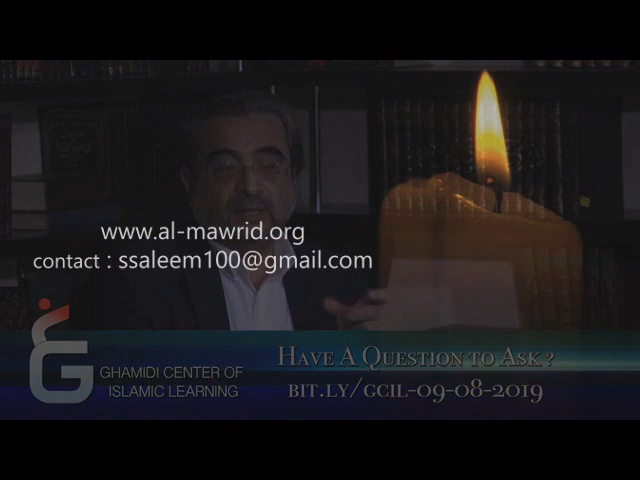 www.al-mawrid.org
contact : ssaleem100@gmail.com
GHAMIDI CENTER OF
ISLAMIC LEARNING
HAVE A QUESTION TO ASK?
BIT.LY/GCIL-09-08-2019